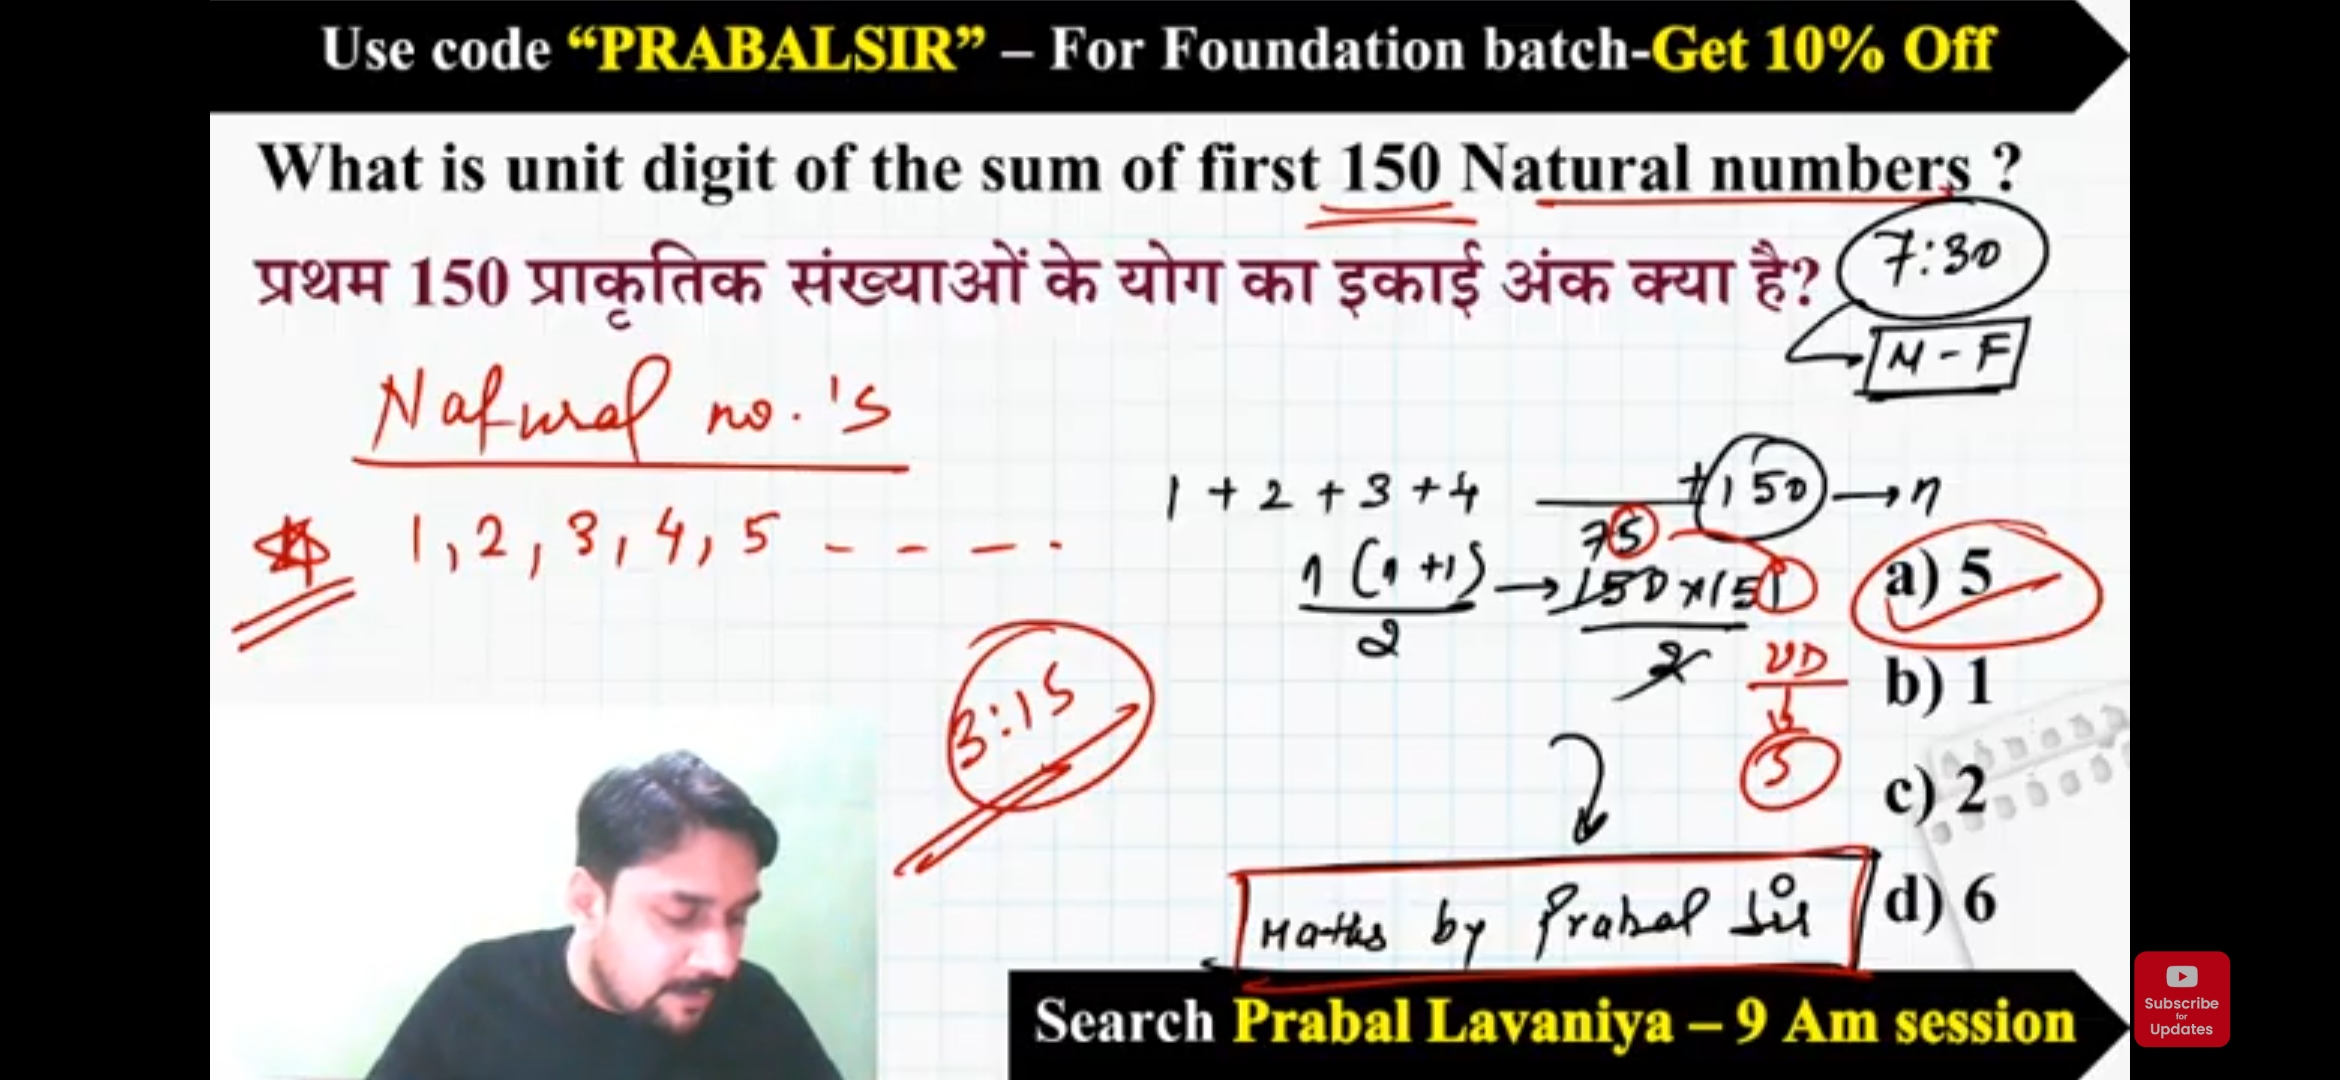 Use code “PRABALSIR” – For Foundation batch-Get 10% Off
What is unit digit of the sum of first 150 Natural numbers ?
प्रथम 150 प्राकृतिक संख्याओं के योग का इकाई अंक क्या है?
7:30
M - F
Natural no.'s
1, 2, 3, 4, 5 - - - -
1 + 2 + 3 + 4 ——— +150 → n
75
n (n+1) → 150 x 151
2 2
UD
5
3:15
a) 5
b) 1
c) 2
d) 6
Maths by Prabal Sir
Search Prabal Lavaniya – 9 Am session
Subscribe
for
Updates